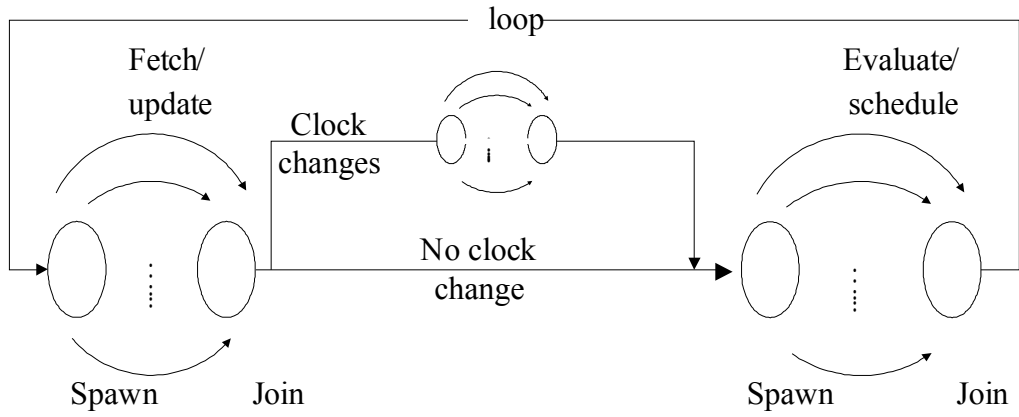 loop
Fetch/
update
Clock
changes
Evaluate/
schedule
No clock
change
Spawn
Join
Spawn
Join